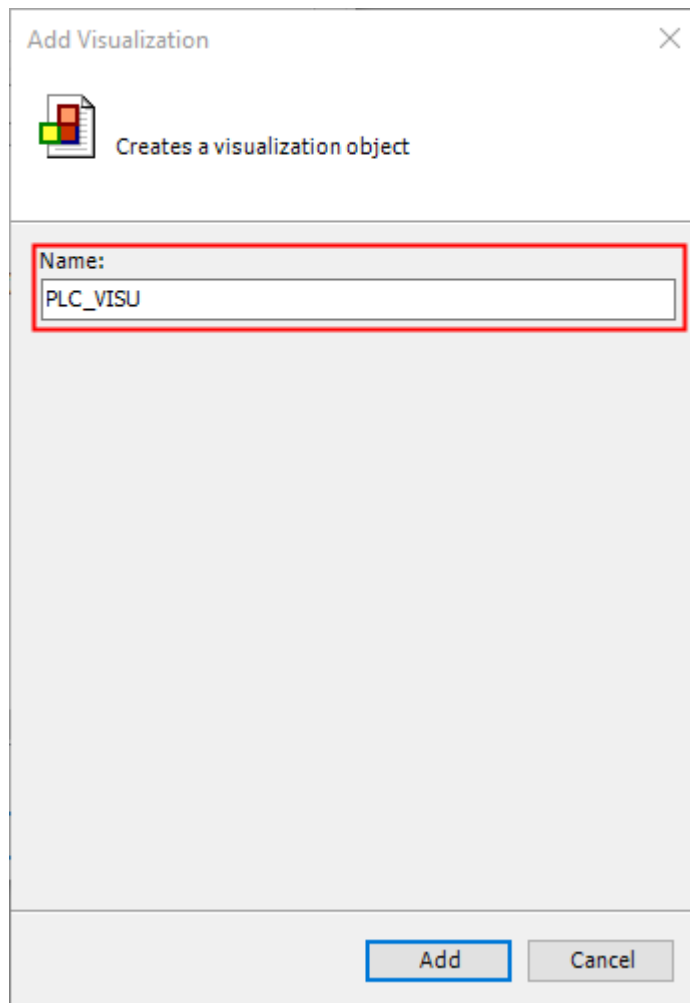 Add Visualization
Creates a visualization object
Name:
PLC_VISU
Add Cancel